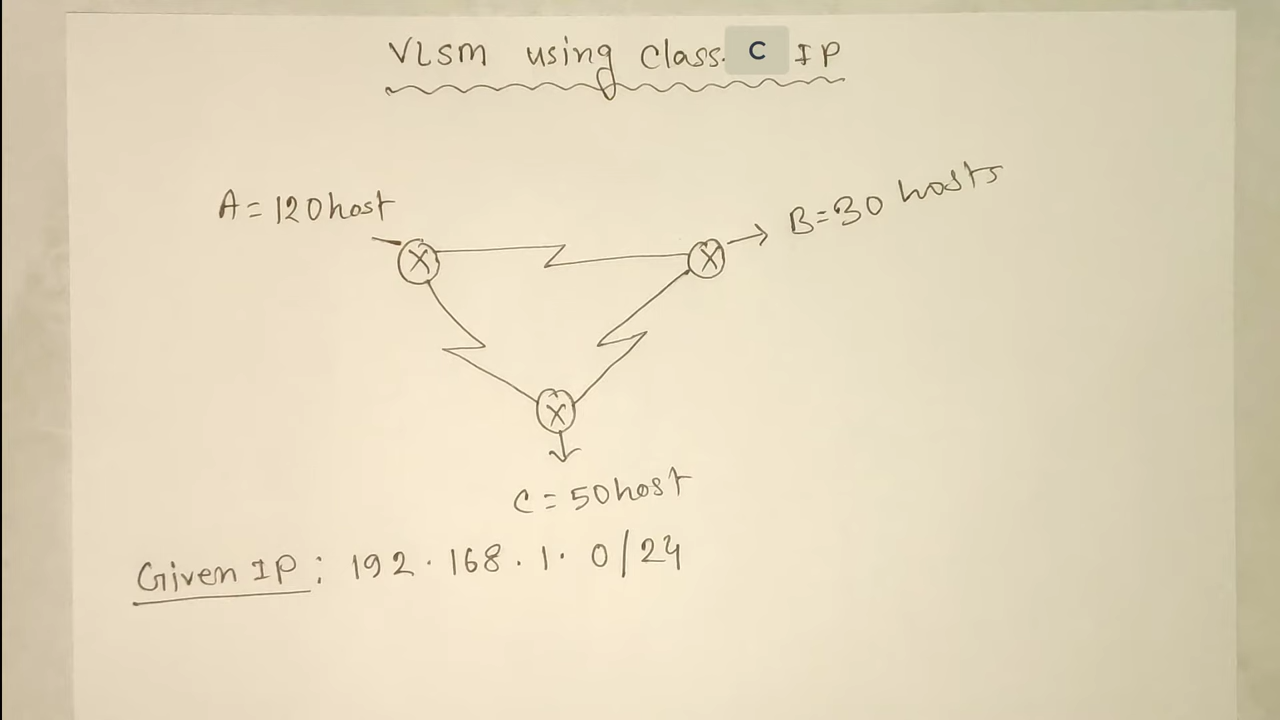 VLSM using Class. C IP
A = 120 host
B = 30 hosts
X
X
X
C = 50 host
Given IP : 192.168.1.0/24